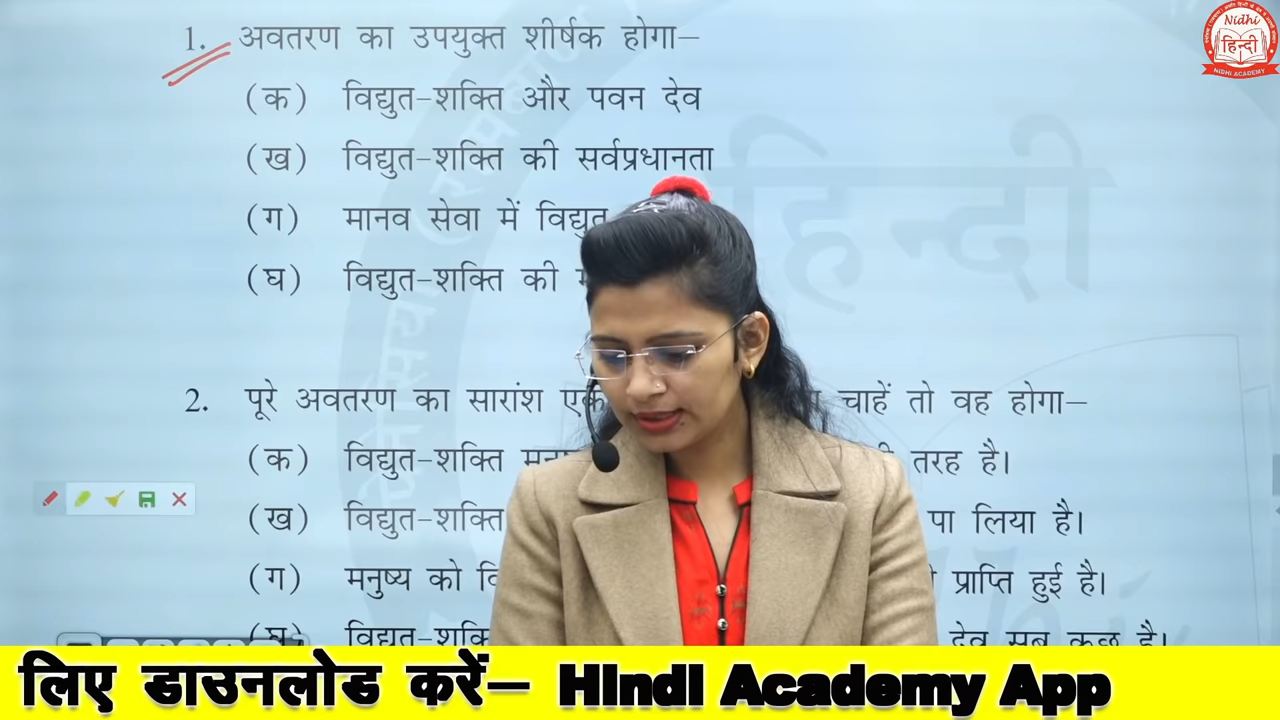 1. अवतरण का उपयुक्त शीर्षक होगा–
(क) विद्युत-शक्ति और पवन देव
(ख) विद्युत-शक्ति की सर्वप्रधानता
(ग) मानव सेवा में विद्युत
(घ) विद्युत-शक्ति की
2. पूरे अवतरण का सारांश चाहें तो वह होगा–
(क) विद्युत-शक्ति तरह है।
(ख) विद्युत-शक्ति पा लिया है।
(ग) मनुष्य को प्राप्ति हुई है।
(घ) देव सब कुछ है।
Nidhi
हिन्दी
NIDHI ACADEMY
हिन्दी
लिए डाउनलोड करें– Hindi Academy App